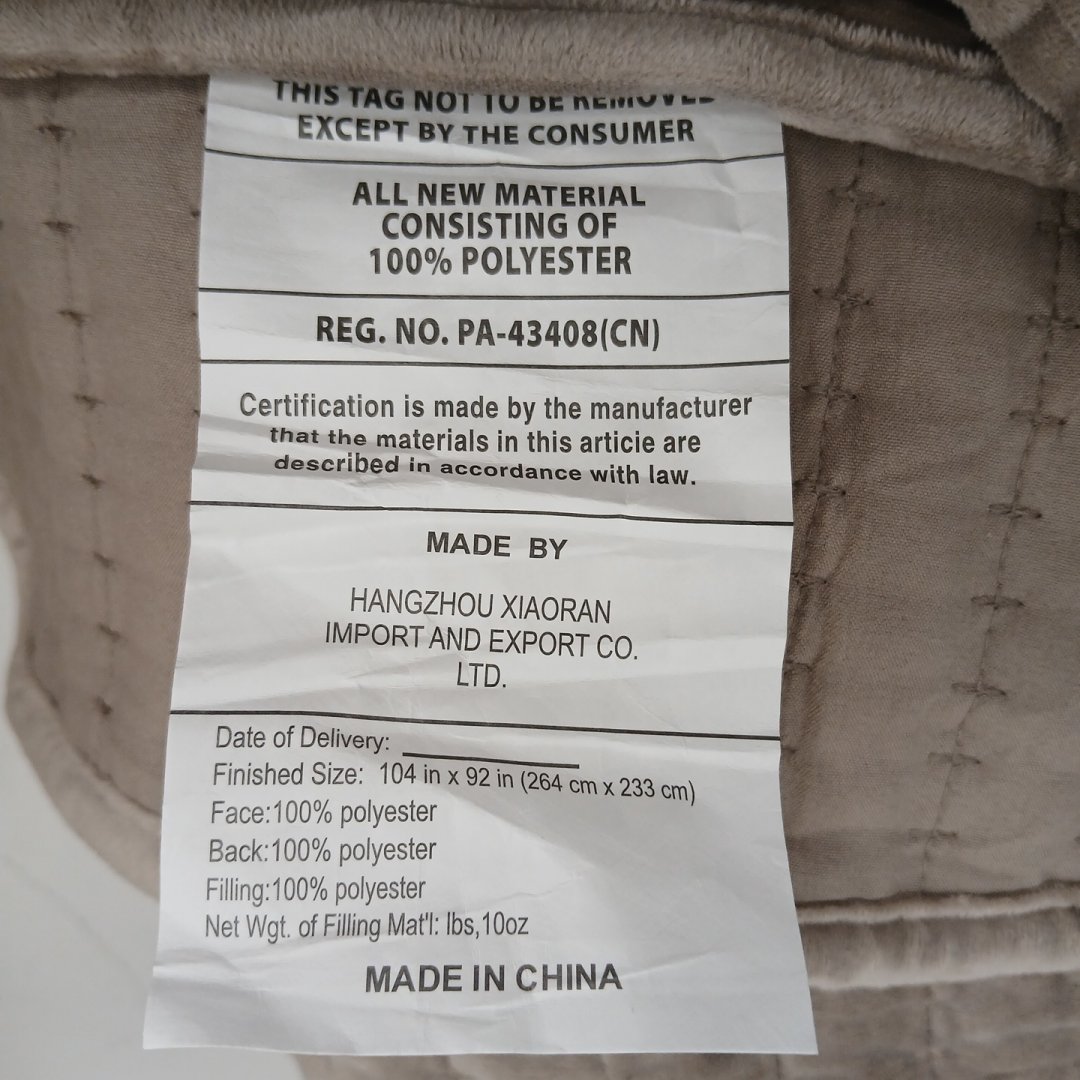 THIS TAG NOT TO BE REMOVED
EXCEPT BY THE CONSUMER
ALL NEW MATERIAL
CONSISTING OF
100% POLYESTER
REG. NO. PA-43408(CN)
Certification is made by the manufacturer
that the materials in this articie are
described in accordance with law.
MADE BY
HANGZHOU XIAORAN
IMPORT AND EXPORT CO.
LTD.
Date of Delivery:
Finished Size: 104 in x 92 in (264 cm x 233 cm)
Face:100% polyester
Back:100% polyester
Filling:100% polyester
Net Wgt. of Filling Mat'l: lbs,10oz
MADE IN CHINA